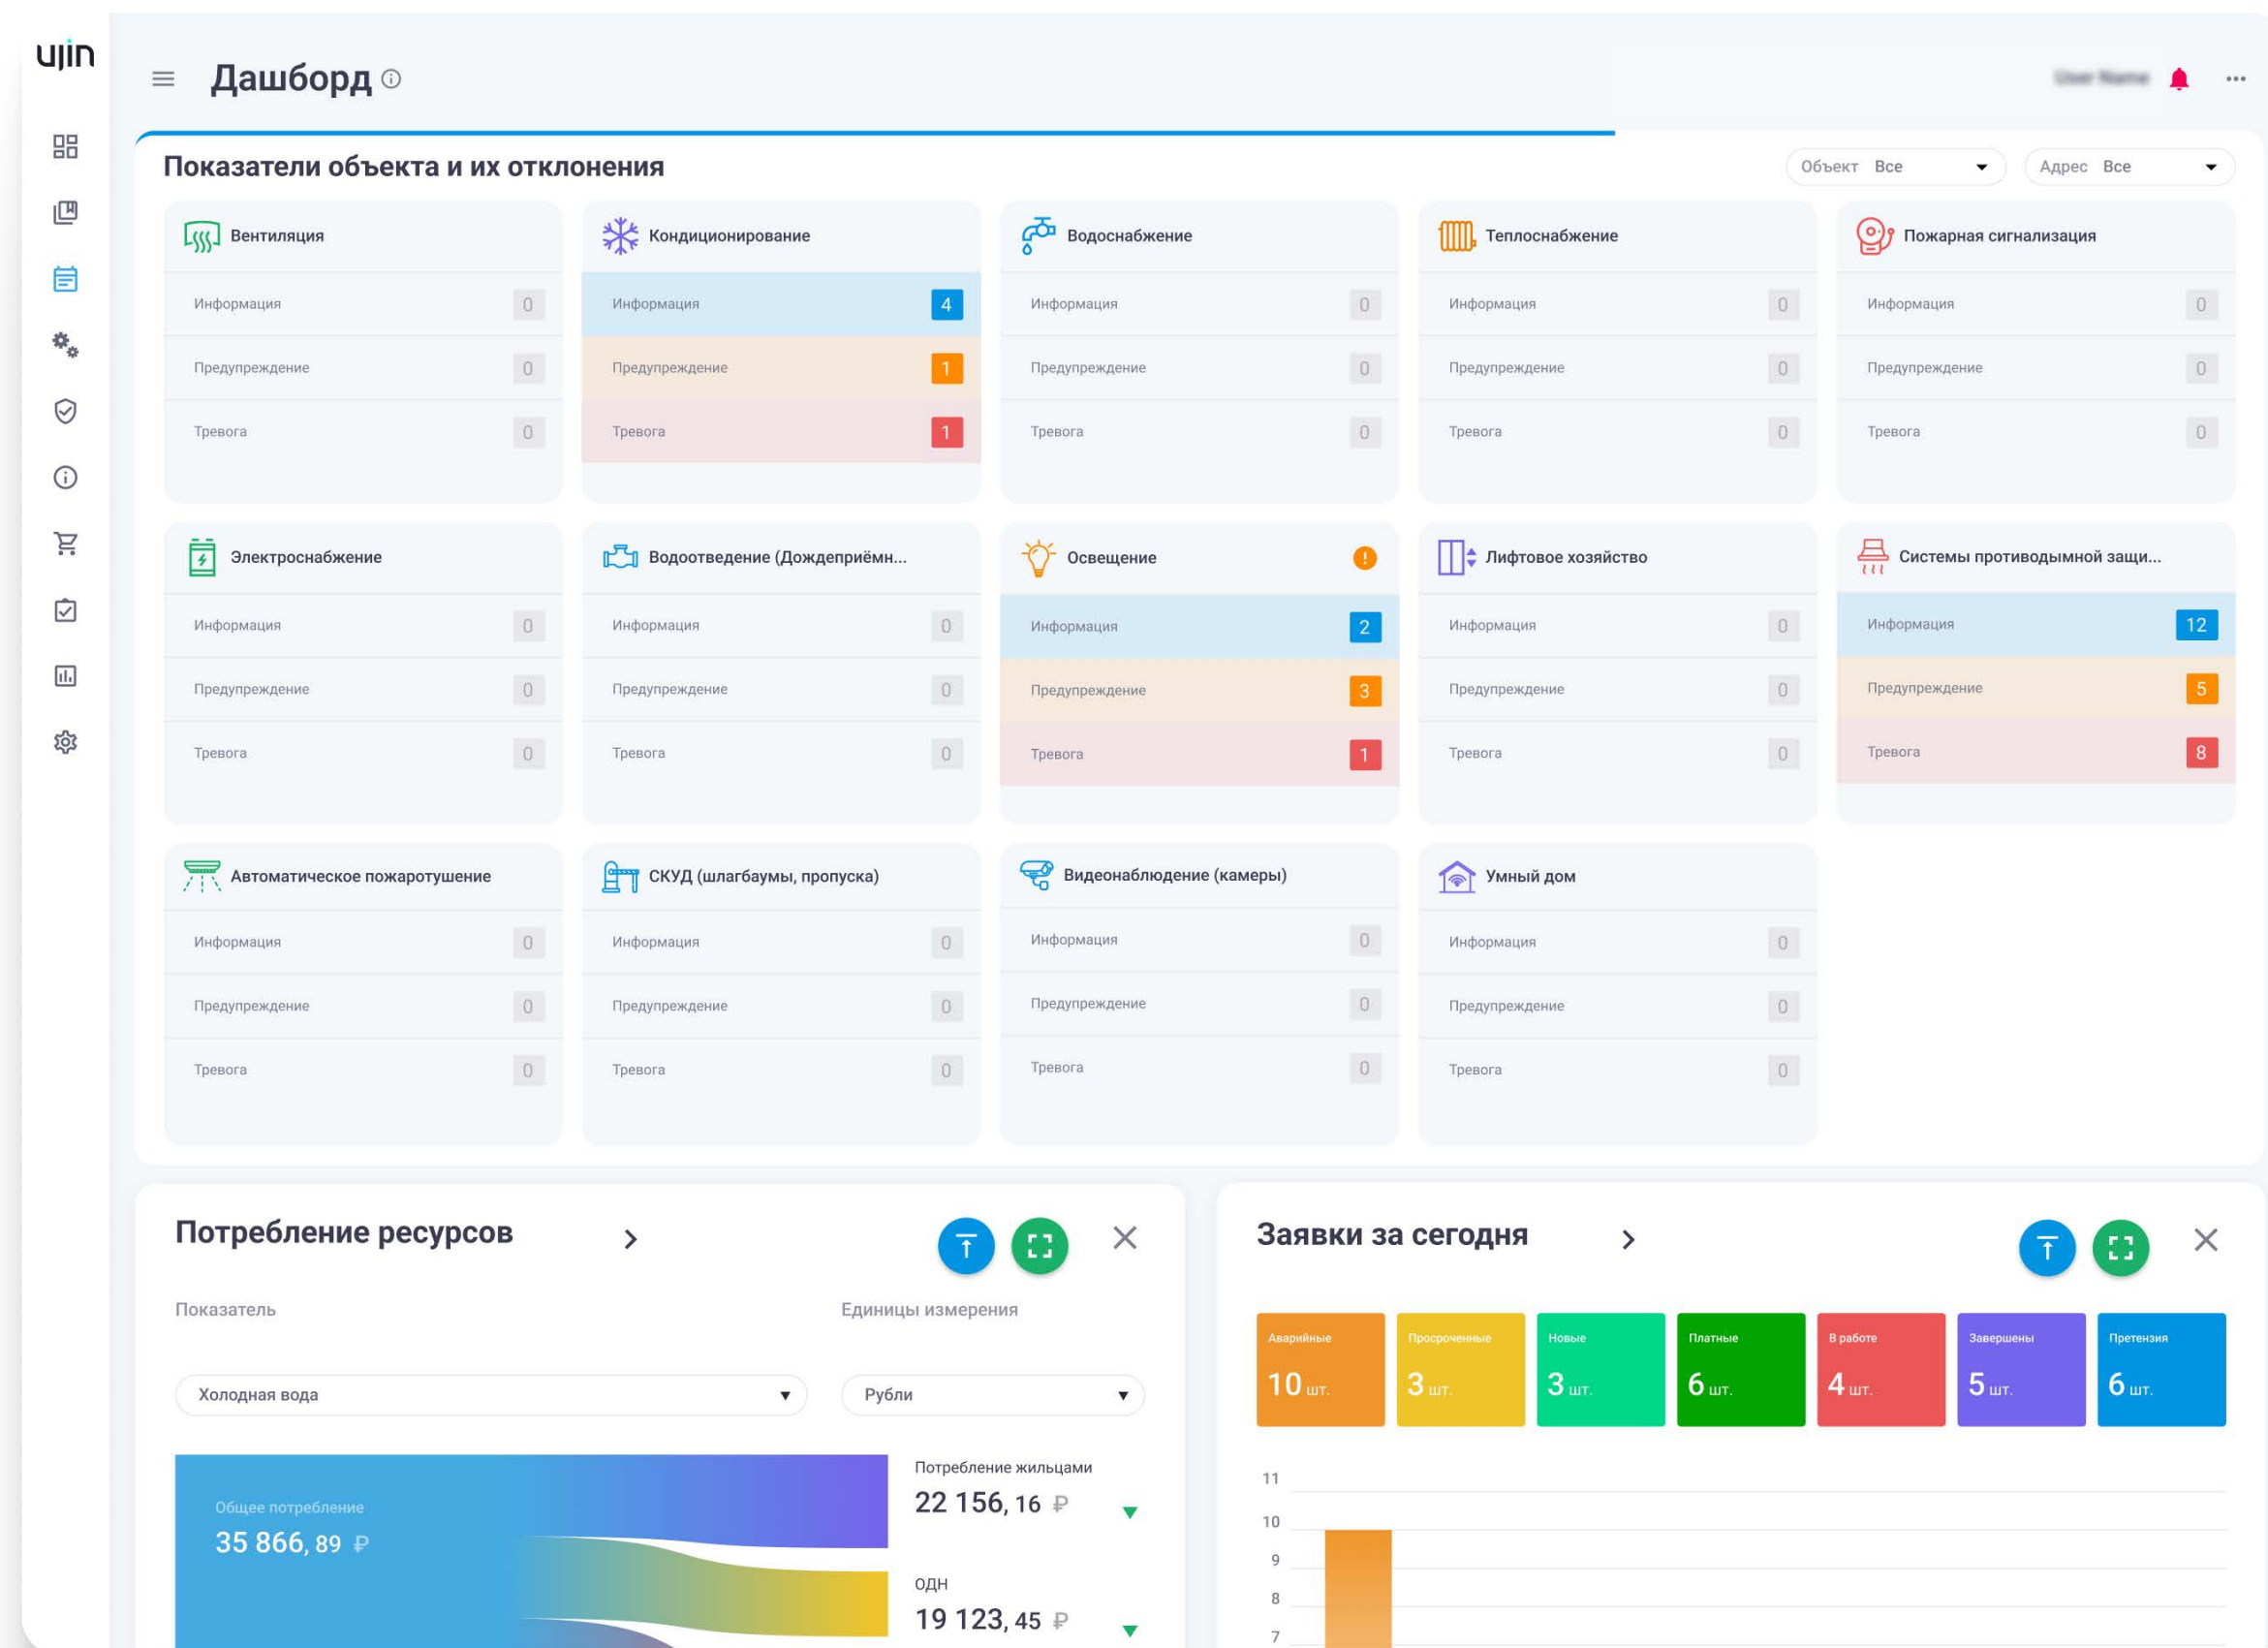 ujin
Дашборд
User Name
Показатели объекта и их отклонения
Объект Все
Адрес Все
Вентиляция
Информация 0
Предупреждение 0
Тревога 0
Кондиционирование
Информация 4
Предупреждение 1
Тревога 1
Водоснабжение
Информация 0
Предупреждение 0
Тревога 0
Теплоснабжение
Информация 0
Предупреждение 0
Тревога 0
Пожарная сигнализация
Информация 0
Предупреждение 0
Тревога 0
Электроснабжение
Информация 0
Предупреждение 0
Тревога 0
Водоотведение (Дождеприёмн...
Информация 0
Предупреждение 0
Тревога 0
Освещение
Информация 2
Предупреждение 3
Тревога 1
Лифтовое хозяйство
Информация 0
Предупреждение 0
Тревога 0
Системы противодымной защи...
Информация 12
Предупреждение 5
Тревога 8
Автоматическое пожаротушение
Информация 0
Предупреждение 0
Тревога 0
СКУД (шлагбаумы, пропуска)
Информация 0
Предупреждение 0
Тревога 0
Видеонаблюдение (камеры)
Информация 0
Предупреждение 0
Тревога 0
Умный дом
Информация 0
Предупреждение 0
Тревога 0
Потребление ресурсов
Показатель
Единицы измерения
Холодная вода
Рубли
Общее потребление
35 866, 89 ₽
Потребление жильцами
22 156, 16 ₽
ОДН
19 123, 45 ₽
Заявки за сегодня
Аварийные
10 шт.
Просроченные
3 шт.
Новые
3 шт.
Платные
6 шт.
В работе
4 шт.
Завершены
5 шт.
Претензия
6 шт.
11
10
9
8
7